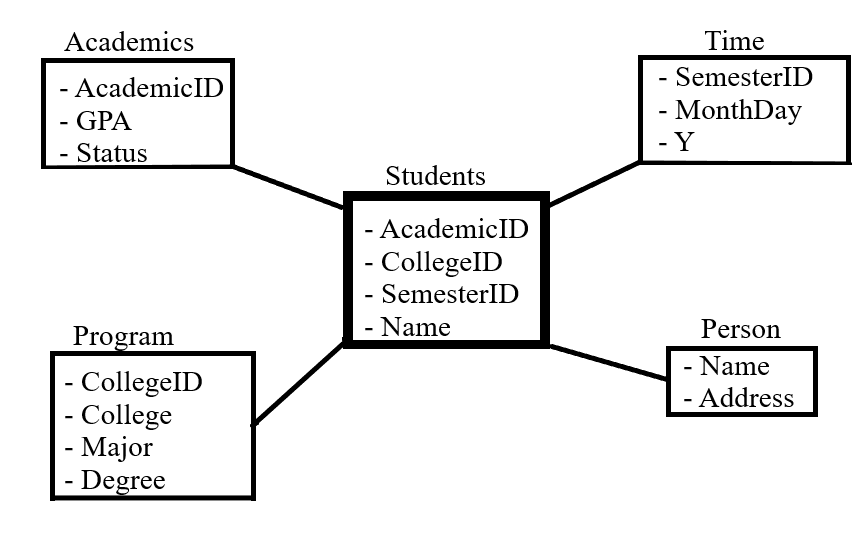 Academics
- AcademicID
- GPA
- Status
Time
- SemesterID
- MonthDay
- Y
Students
- AcademicID
- CollegeID
- SemesterID
- Name
Program
- CollegeID
- College
- Major
- Degree
Person
- Name
- Address